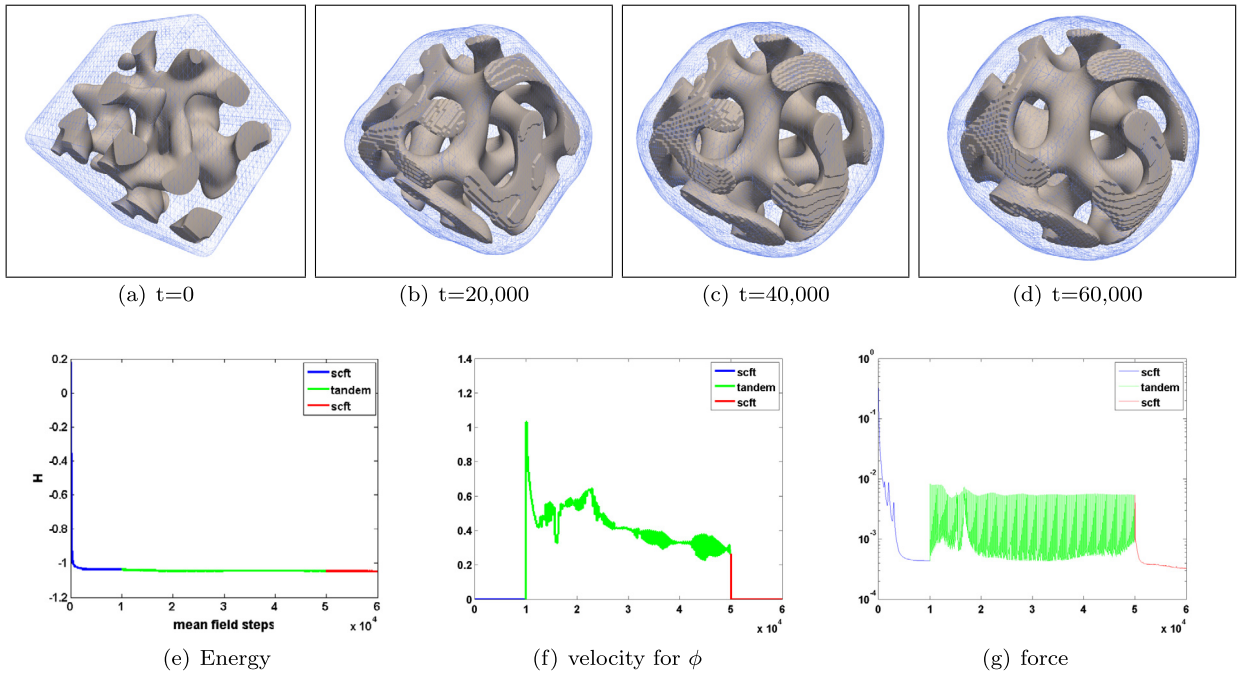 (a) t=0
(b) t=20,000
(c) t=40,000
(d) t=60,000
0.2
0
-0.2
-0.4
-0.6
-0.8
-1
-1.2
H
0 1 2 3 4 5 6
x 10^4
mean field steps
scft
tandem
scft
(e) Energy
1.4
1.2
1
0.8
0.6
0.4
0.2
0
0 1 2 3 4 5 6
x 10^4
scft
tandem
scft
(f) velocity for ϕ
10^0
10^-1
10^-2
10^-3
10^-4
0 1 2 3 4 5 6
x 10^4
scft
tandem
scft
(g) force